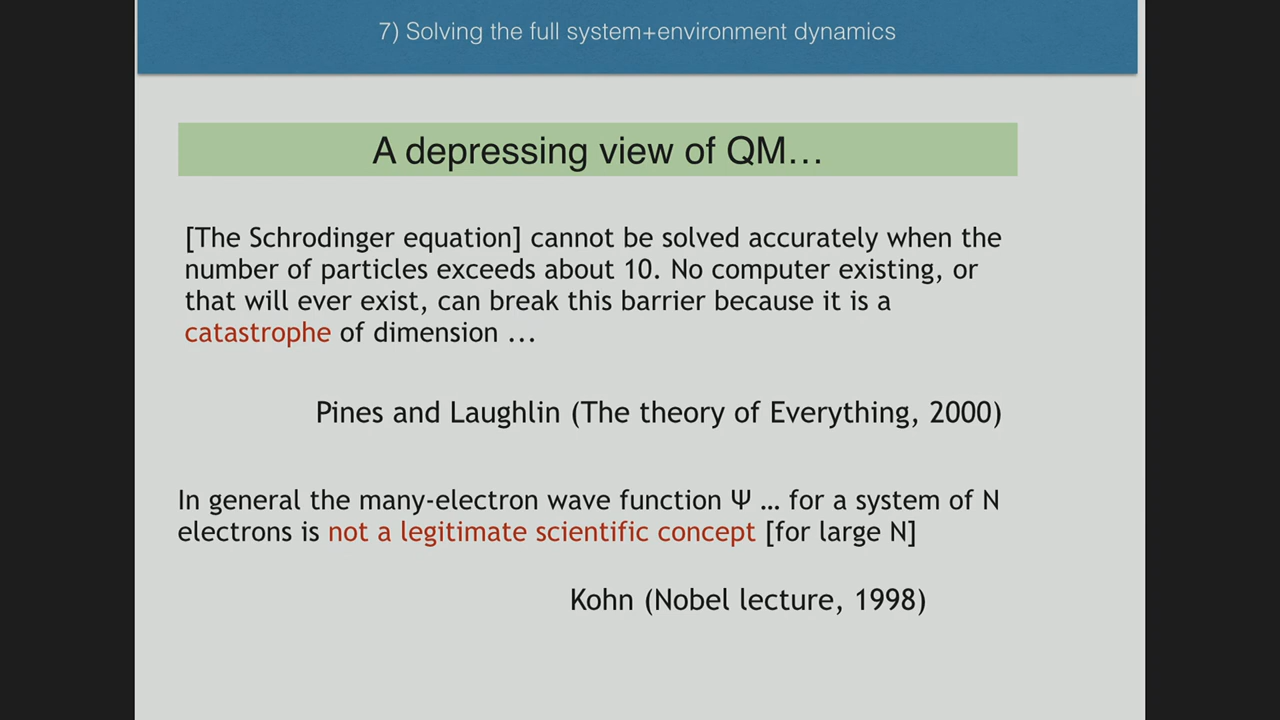 7) Solving the full system+environment dynamics
A depressing view of QM…
[The Schrodinger equation] cannot be solved accurately when the
number of particles exceeds about 10. No computer existing, or
that will ever exist, can break this barrier because it is a
catastrophe of dimension ...
Pines and Laughlin (The theory of Everything, 2000)
In general the many-electron wave function Ψ … for a system of N
electrons is not a legitimate scientific concept [for large N]
Kohn (Nobel lecture, 1998)